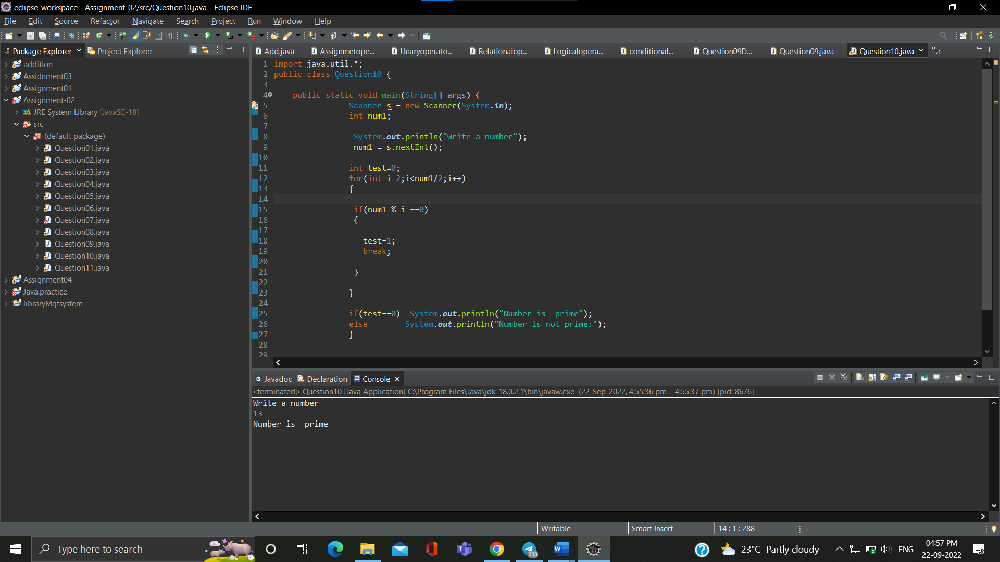 eclipse-workspace - Assignment-02/src/Question10.java - Eclipse IDE
File Edit Source Refactor Navigate Search Project Run Window Help
Package Explorer Project Explorer
Add.java Assignmetope... Unaryoperato... Relationalop... Logicalopera... conditional... Question09D... Question09.java Question10.java »51
addition
Assidnment03
Assignment01
Assignment-02
JRE System Library [JavaSE-18]
src
(default package)
Question01.java
Question02.java
Question03.java
Question04.java
Question05.java
Question06.java
Question07.java
Question08.java
Question09.java
Question10.java
Question11.java
Assignment04
Java.practice
libraryMgtsystem
1 import java.util.*;
2 public class Question10 {
3
4 public static void main(String[] args) {
5 Scanner s = new Scanner(System.in);
6 int num1;
7
8 System.out.println("Write a number");
9 num1 = s.nextInt();
10
11 int test=0;
12 for(int i=2;i<num1/2;i++)
13 {
14
15 if(num1 % i ==0)
16 {
17
18 test=1;
19 break;
20
21 }
22
23 }
24
25 if(test==0)  System.out.println("Number is  prime");
26 else        System.out.println("Number is not prime:");
27 }
28
29
Javadoc Declaration Console
<terminated> Question10 [Java Application] C:\Program Files\Java\jdk-18.0.2.1\bin\javaw.exe (22-Sep-2022, 4:55:36 pm – 4:55:37 pm) [pid: 8676]
Write a number
13
Number is  prime
Writable Smart Insert 14 : 1 : 288
Type here to search
330
23°C Partly cloudy
ENG
04:57 PM
22-09-2022